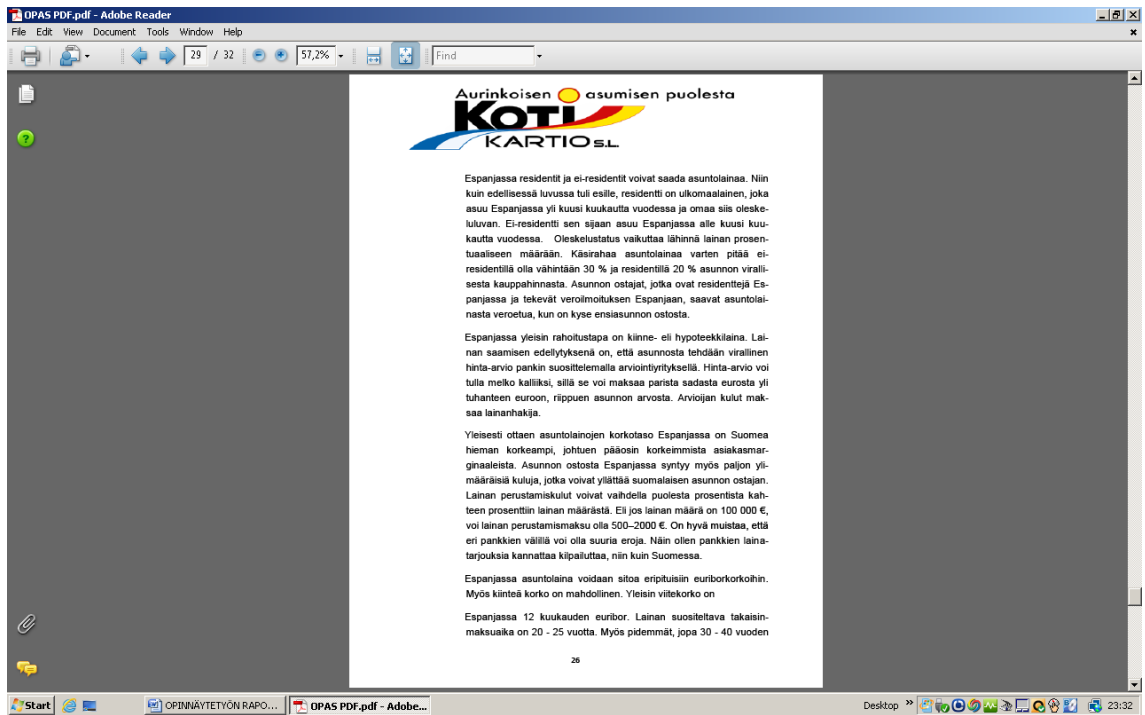 OPAS PDF.pdf - Adobe Reader
File Edit View Document Tools Window Help
29 / 32 57,2% Find
Aurinkoisen asumisen puolesta
KOTI
KARTIO S.L.
Espanjassa residentit ja ei-residentit voivat saada asuntolainaa. Niin
kuin edellisessä luvussa tuli esille, residentti on ulkomaalainen, joka
asuu Espanjassa yli kuusi kuukautta vuodessa ja omaa siis oleske-
luluvan. Ei-residentti sen sijaan asuu Espanjassa alle kuusi kuu-
kautta vuodessa. Oleskelustatus vaikuttaa lähinnä lainan prosen-
tuaaliseen määrään. Käsirahaa asuntolainaa varten pitää ei-
residentillä olla vähintään 30 % ja residentillä 20 % asunnon viralli-
sesta kauppahinnasta. Asunnon ostajat, jotka ovat residenttejä Es-
panjassa ja tekevät veroilmoituksen Espanjaan, saavat asuntolai-
nasta veroetua, kun on kyse ensiasunnon ostosta.
Espanjassa yleisin rahoitustapa on kiinne- eli hypoteekkilaina. Lai-
nan saamisen edellytyksenä on, että asunnosta tehdään virallinen
hinta-arvio pankin suosittelemalla arviointiyrityksellä. Hinta-arvio voi
tulla melko kalliiksi, sillä se voi maksaa parista sadasta eurosta yli
tuhanteen euroon, riippuen asunnon arvosta. Arvioijan kulut mak-
saa lainanhakija.
Yleisesti ottaen asuntolainojen korkotaso Espanjassa on Suomea
hieman korkeampi, johtuen pääosin korkeimmista asiakasmar-
ginaaleista. Asunnon ostosta Espanjassa syntyy myös paljon yli-
määräisiä kuluja, jotka voivat yllättää suomalaisen asunnon ostajan.
Lainan perustamiskulut voivat vaihdella puolesta prosentista kah-
teen prosenttiin lainan määrästä. Eli jos lainan määrä on 100 000 €,
voi lainan perustamismaksu olla 500–2000 €. On hyvä muistaa, että
eri pankkien välillä voi olla suuria eroja. Näin ollen pankkien laina-
tarjouksia kannattaa kilpailuttaa, niin kuin Suomessa.
Espanjassa asuntolaina voidaan sitoa eripituisiin euriborkorkoihin.
Myös kiinteä korko on mahdollinen. Yleisin viitekorko on
Espanjassa 12 kuukauden euribor. Lainan suositeltava takaisin-
maksuaika on 20 - 25 vuotta. Myös pidemmät, jopa 30 - 40 vuoden
26
Start OPINNÄYTETYÖN RAPO... OPAS PDF.pdf - Adobe... Desktop » 23:32